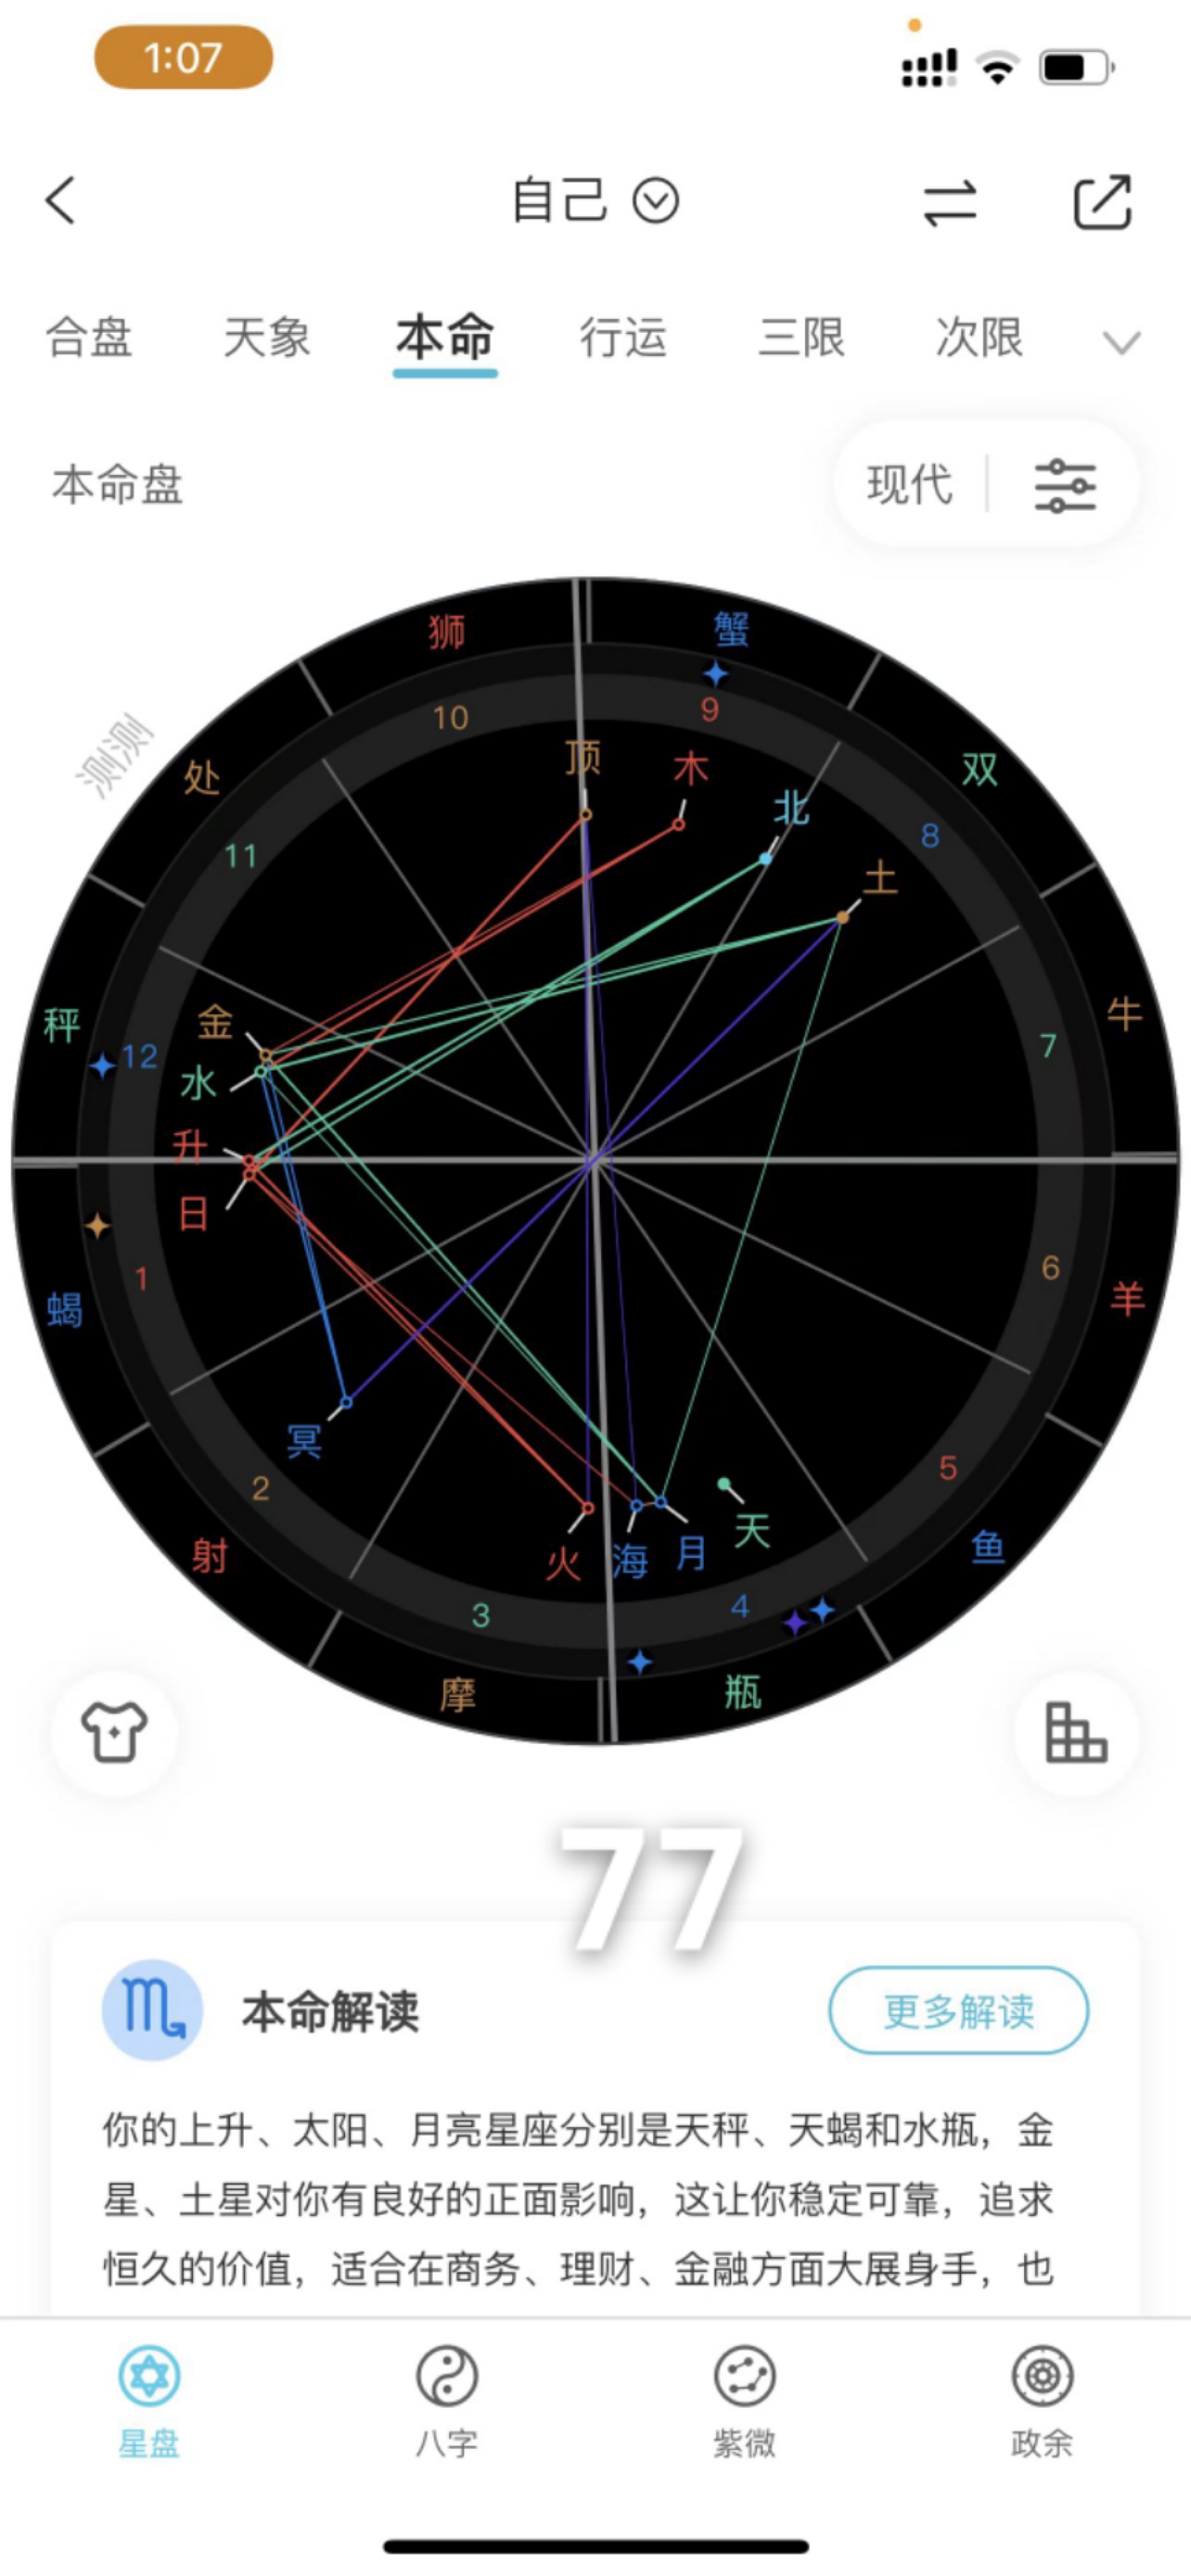 1:07
自己
合盘 天象 本命 行运 三限 次限
本命盘
现代
狮 蟹
9
10
顶 木
测测
处 双
北
8
11
土
金
秤 牛
12 7
水
升
日
1 6
蝎 羊
冥
5
2
射 火 海 月 天 鱼
3 4
摩 瓶
77
本命解读
更多解读
你的上升、太阳、月亮星座分别是天秤、天蝎和水瓶，金
星、土星对你有良好的正面影响，这让你稳定可靠，追求
恒久的价值，适合在商务、理财、金融方面大展身手，也
星盘 八字 紫微 政余